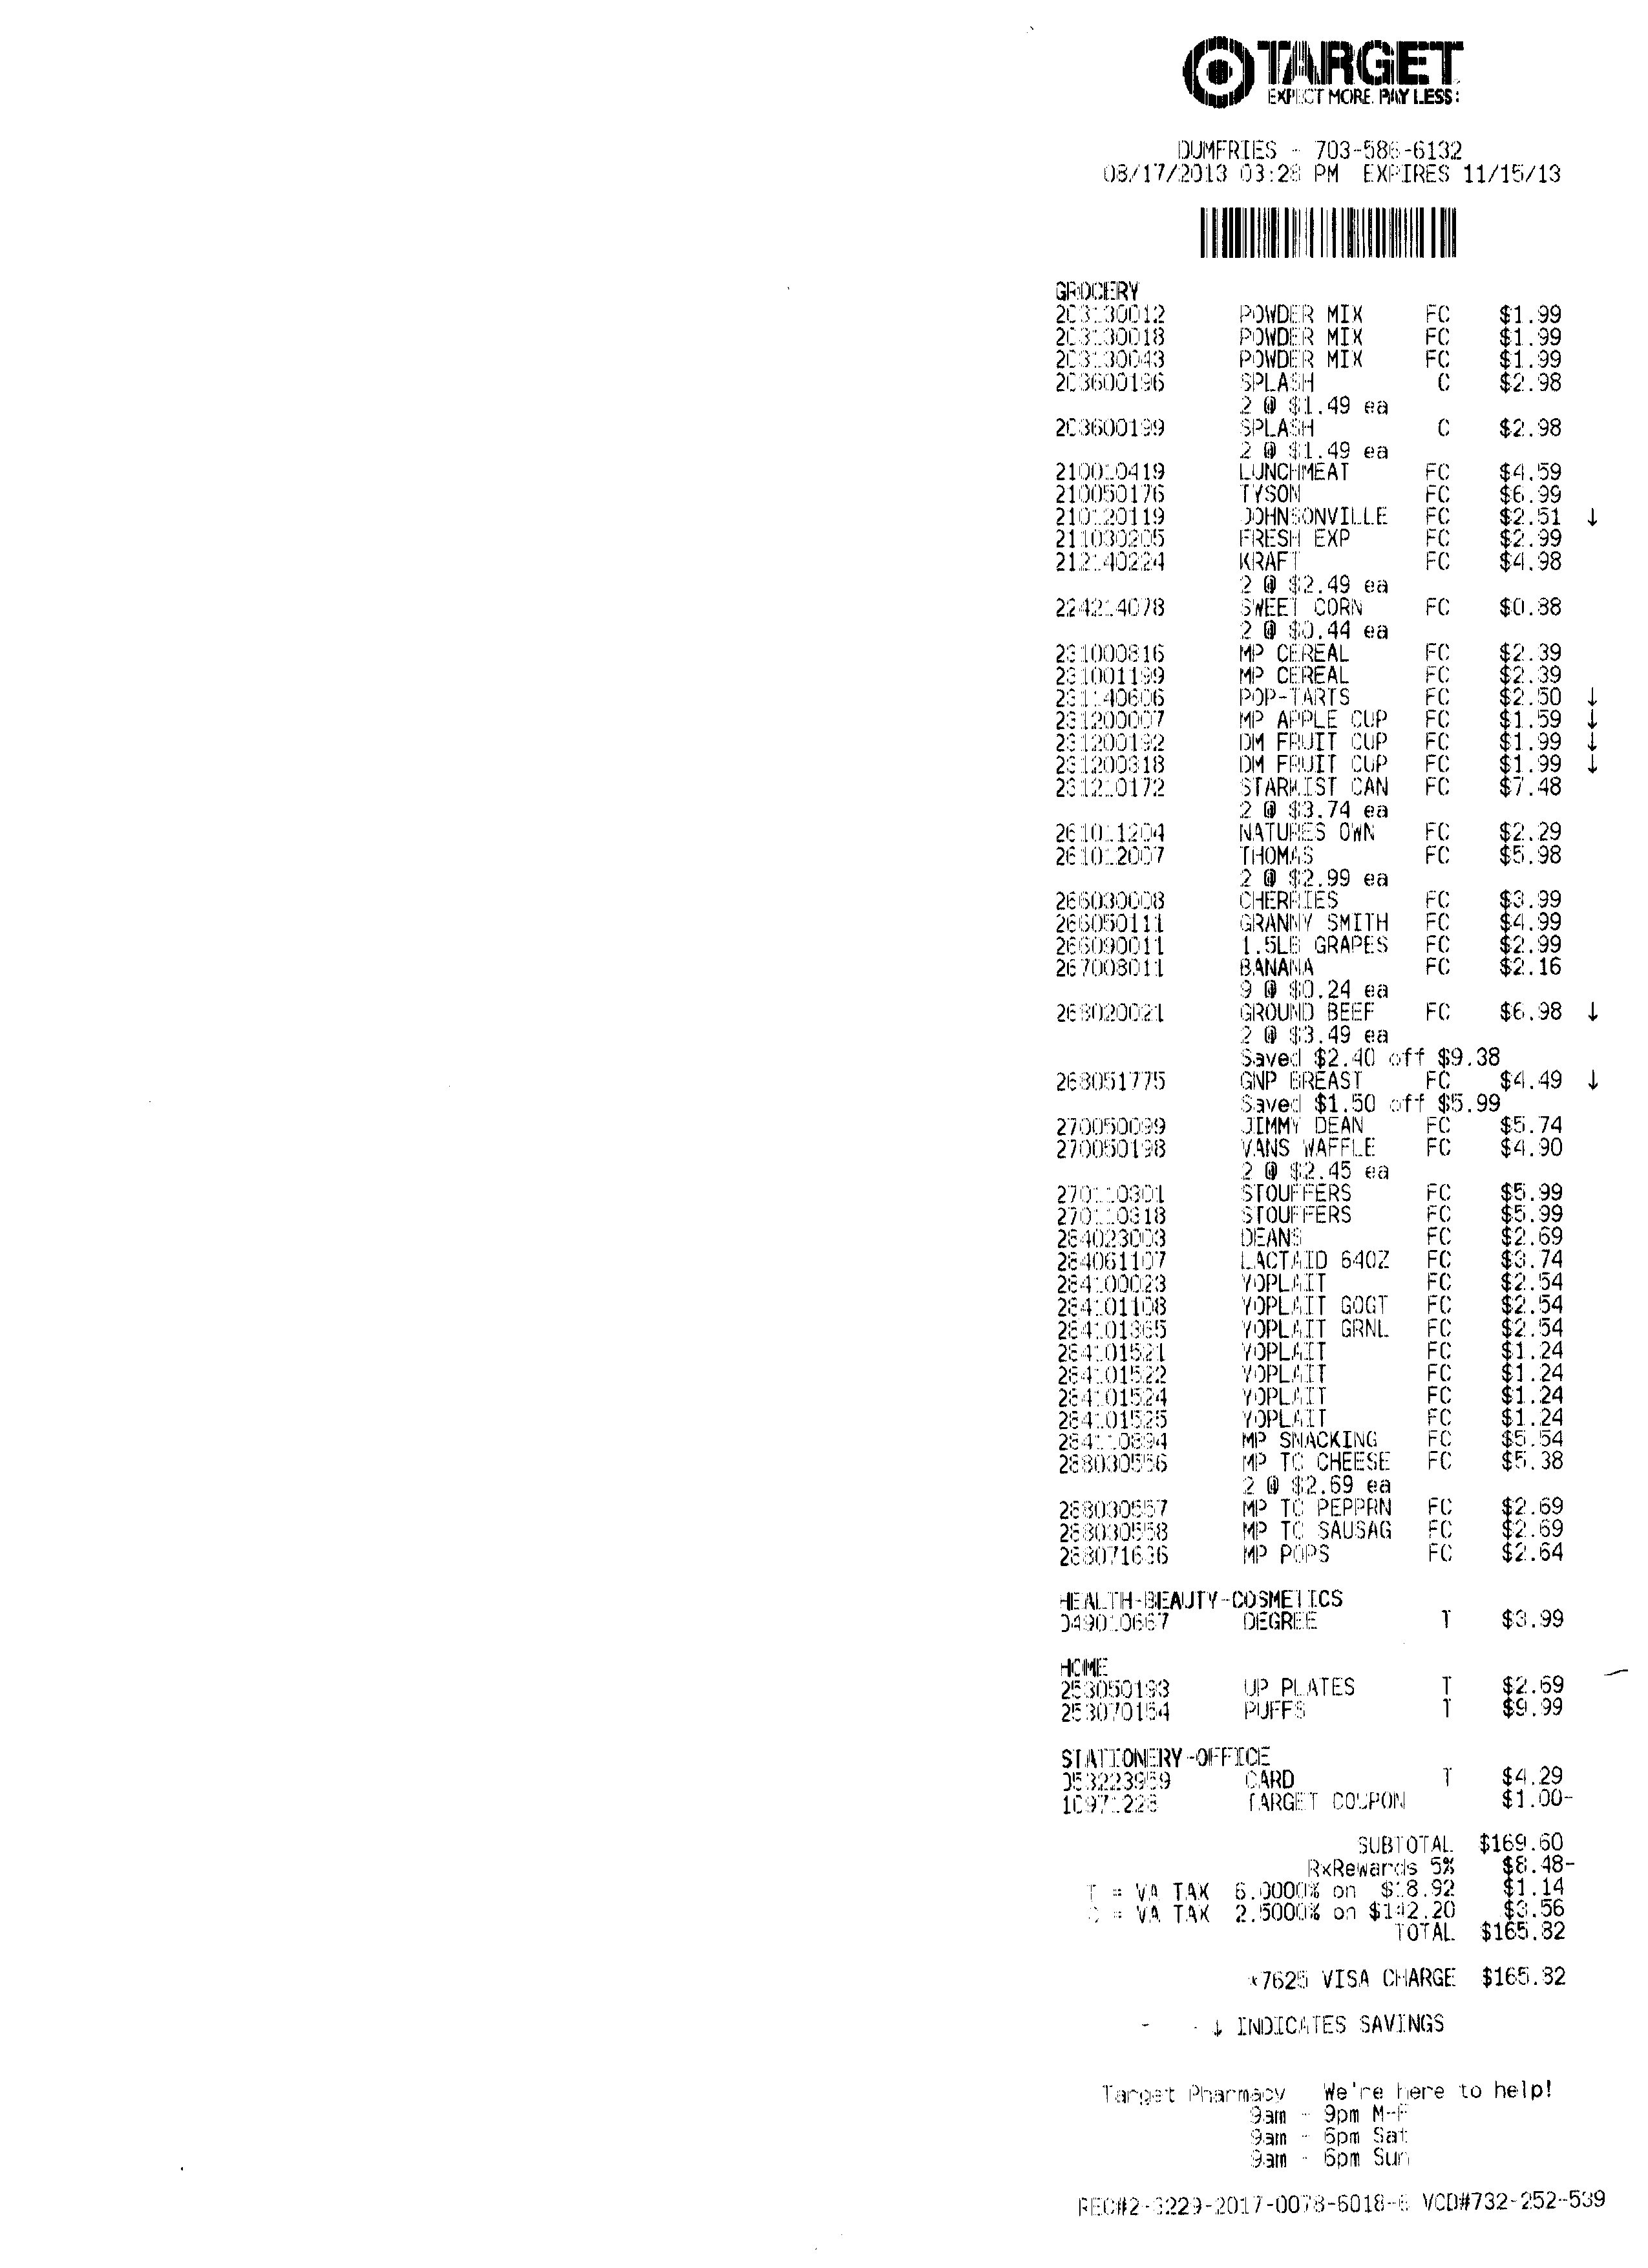 TARGET
EXPECT MORE. PAY LESS.
DUMFRIES - 703-586-6132
08/17/2013 03:28 PM EXPIRES 11/15/13
GROCERY
203130012 POWDER MIX FC $1.99
203130018 POWDER MIX FC $1.99
203130043 POWDER MIX FC $1.99
203600196 SPLASH C $2.98
2 @ $1.49 ea
203600199 SPLASH C $2.98
2 @ $1.49 ea
210010419 LUNCHMEAT FC $4.59
210050176 TYSON FC $6.99
210120119 JOHNSONVILLE FC $2.51 ↓
211030205 FRESH EXP FC $2.99
212140224 KRAFT FC $4.98
2 @ $2.49 ea
224214078 SWEET CORN FC $0.88
2 @ $0.44 ea
231000816 MP CEREAL FC $2.39
231001199 MP CEREAL FC $2.39
231140606 POP-TARTS FC $2.50 ↓
231200007 MP APPLE CUP FC $1.59 ↓
231200192 DM FRUIT CUP FC $1.99 ↓
231200318 DM FRUIT CUP FC $1.99 ↓
231210172 STARKIST CAN FC $7.48
2 @ $3.74 ea
261011204 NATURES OWN FC $2.29
261012007 THOMAS FC $5.98
2 @ $2.99 ea
266030008 CHERRIES FC $3.99
266050111 GRANNY SMITH FC $4.99
266090011 1.5LB GRAPES FC $2.99
267008011 BANANA FC $2.16
9 @ $0.24 ea
268020021 GROUND BEEF FC $6.98 ↓
2 @ $3.49 ea
Saved $2.40 off $9.38
268051775 GNP BREAST FC $4.49 ↓
Saved $1.50 off $5.99
270050099 JIMMY DEAN FC $5.74
270050198 VANS WAFFLE FC $4.90
2 @ $2.45 ea
270110301 STOUFFERS FC $5.99
270110318 STOUFFERS FC $5.99
284023003 DEANS FC $2.69
284061107 LACTAID 64OZ FC $3.74
284100023 YOPLAIT FC $2.54
284101108 YOPLAIT GOGT FC $2.54
284101365 YOPLAIT GRNL FC $2.54
284101521 YOPLAIT FC $1.24
284101522 YOPLAIT FC $1.24
284101524 YOPLAIT FC $1.24
284101525 YOPLAIT FC $1.24
284110894 MP SNACKING FC $5.54
288030556 MP TC CHEESE FC $5.38
2 @ $2.69 ea
288030557 MP TC PEPPRN FC $2.69
288030558 MP TC SAUSAG FC $2.69
288071636 MP POPS FC $2.64
HEALTH-BEAUTY-COSMETICS
049010667 DEGREE T $3.99
HOME
253050193 UP PLATES T $2.69
253070154 PUFFS T $9.99
STATIONERY-OFFICE
053223959 CARD T $4.29
10971228 TARGET COUPON $1.00-
SUBTOTAL $169.60
RxRewards 5% $8.48-
T = VA TAX 6.0000% on $18.92 $1.14
C = VA TAX 2.5000% on $142.20 $3.56
TOTAL $165.82
*7625 VISA CHARGE $165.82
↓ INDICATES SAVINGS
Target Pharmacy We're here to help!
9am - 9pm M-F
9am - 6pm Sat
9am - 6pm Sun
REC#2-3229-2017-0078-6018-6 VCD#732-252-539